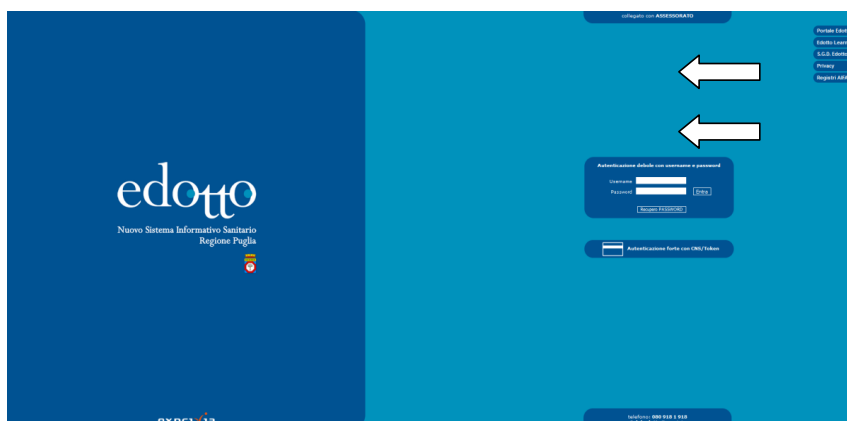 collegato con ASSESSORATO
Portale Edot
Edotto Learn
S.G.D. Edotto
Privacy
Registri AIFA
Autenticazione debole con username e password
Username
Password
Entra
Recupera PASSWORD
edotto
Nuovo Sistema Informativo Sanitario
Regione Puglia
Autenticazione forte con CNS/Token
telefono: 080 918 1 918